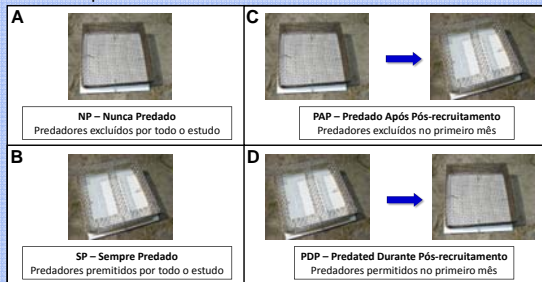 A
NP – Nunca Predado
Predadores excluídos por todo o estudo
B
SP – Sempre Predado
Predadores premitidos por todo o estudo
C
PAP – Predado Após Pós-recruitamento
Predadores excluídos no primeiro mês
D
PDP – Predated Durante Pós-recruitamento
Predadores permitidos no primeiro mês